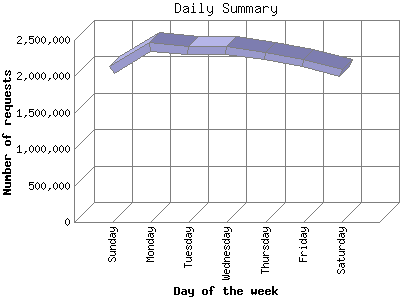 Daily Summary
2,500,000
2,000,000
1,500,000
1,000,000
500,000
0
Number of requests
Sunday
Monday
Tuesday
Wednesday
Thursday
Friday
Saturday
Day of the week